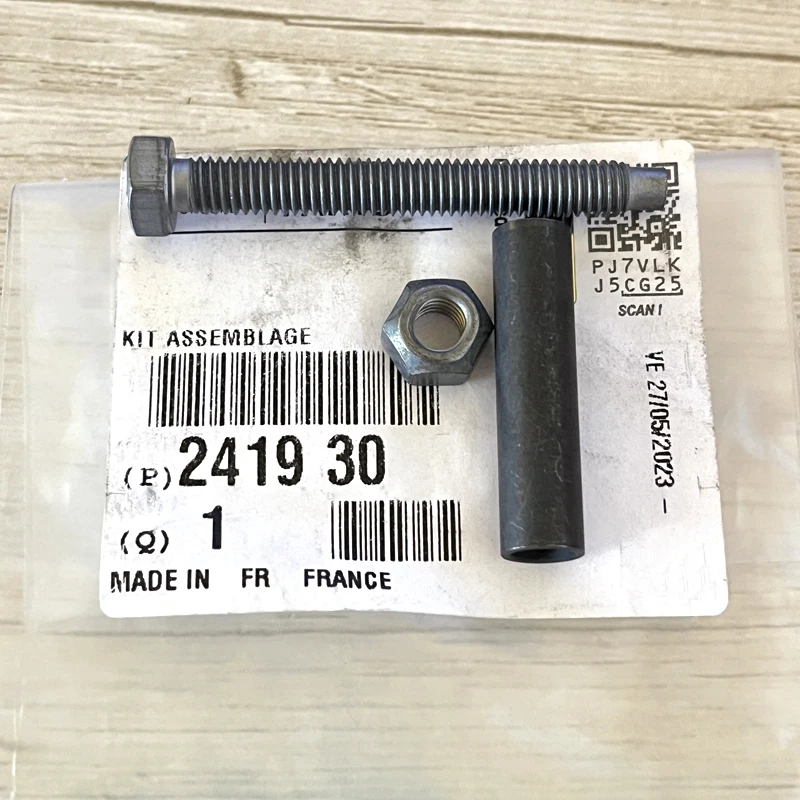 PJ7VLK
J5CG25
SCAN !
KIT ASSEMBLAGE
(P) 2419 30
(Q) 1
MADE IN FR FRANCE
VE 27/05/2023 -